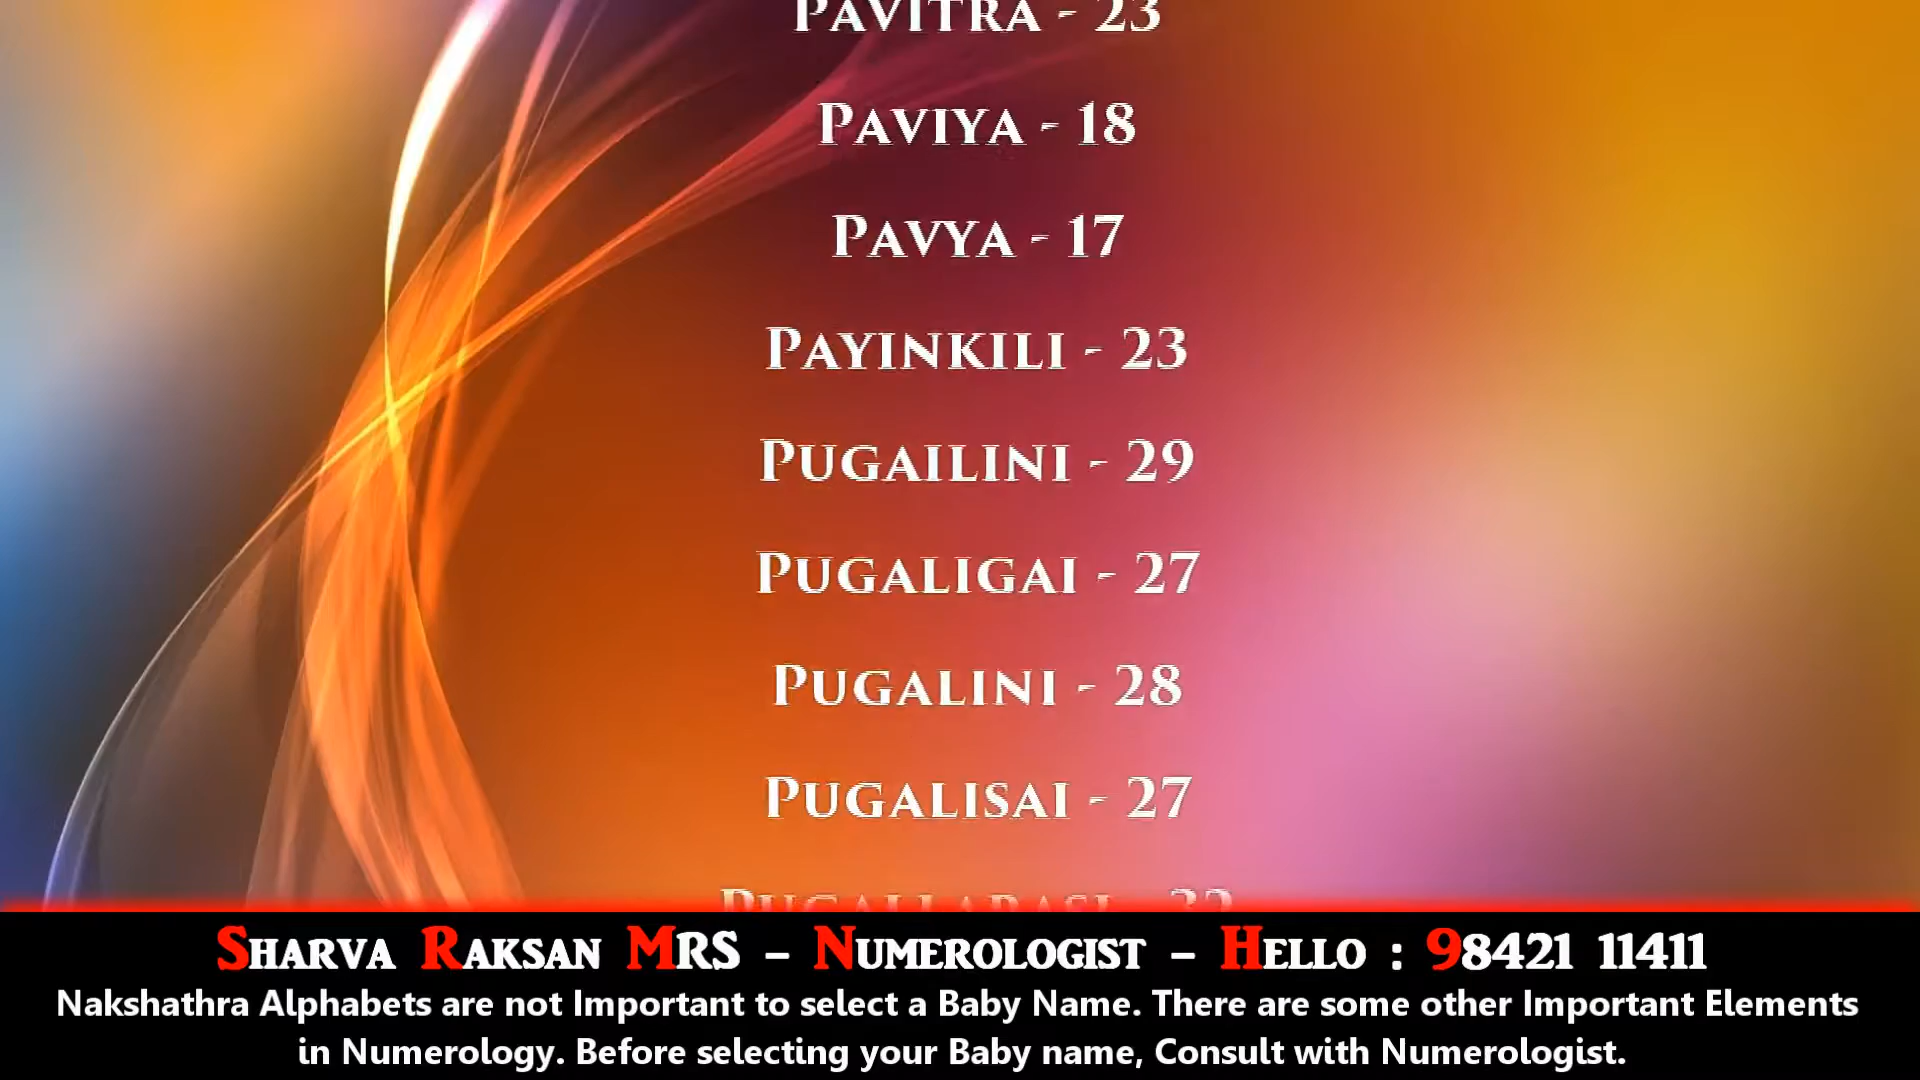 Pavitra - 23
Paviya - 18
Pavya - 17
Payinkili - 23
Pugailini - 29
Pugaligai - 27
Pugalini - 28
Pugalisai - 27
Sharva Raksan MRS – Numerologist – Hello : 98421 11411
Nakshathra Alphabets are not Important to select a Baby Name. There are some other Important Elements
in Numerology. Before selecting your Baby name, Consult with Numerologist.